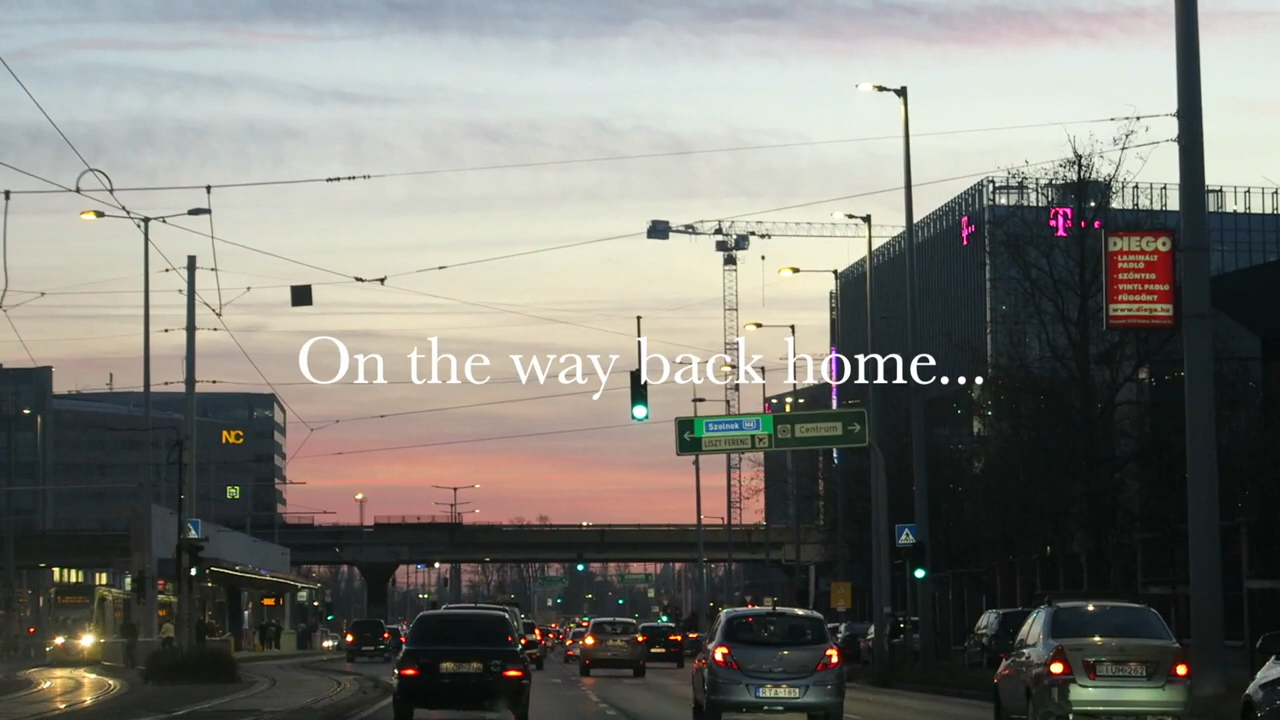 T
T
DIEGO
• LAMINÁLT
PADLÓ
• SZŐNYEG
• VINYL PADLÓ
• FÜGGÖNY
www.diego.hu
On the way back home...
Szolnok M4
LISZT FERENC
Centrum
NC
RTA-185